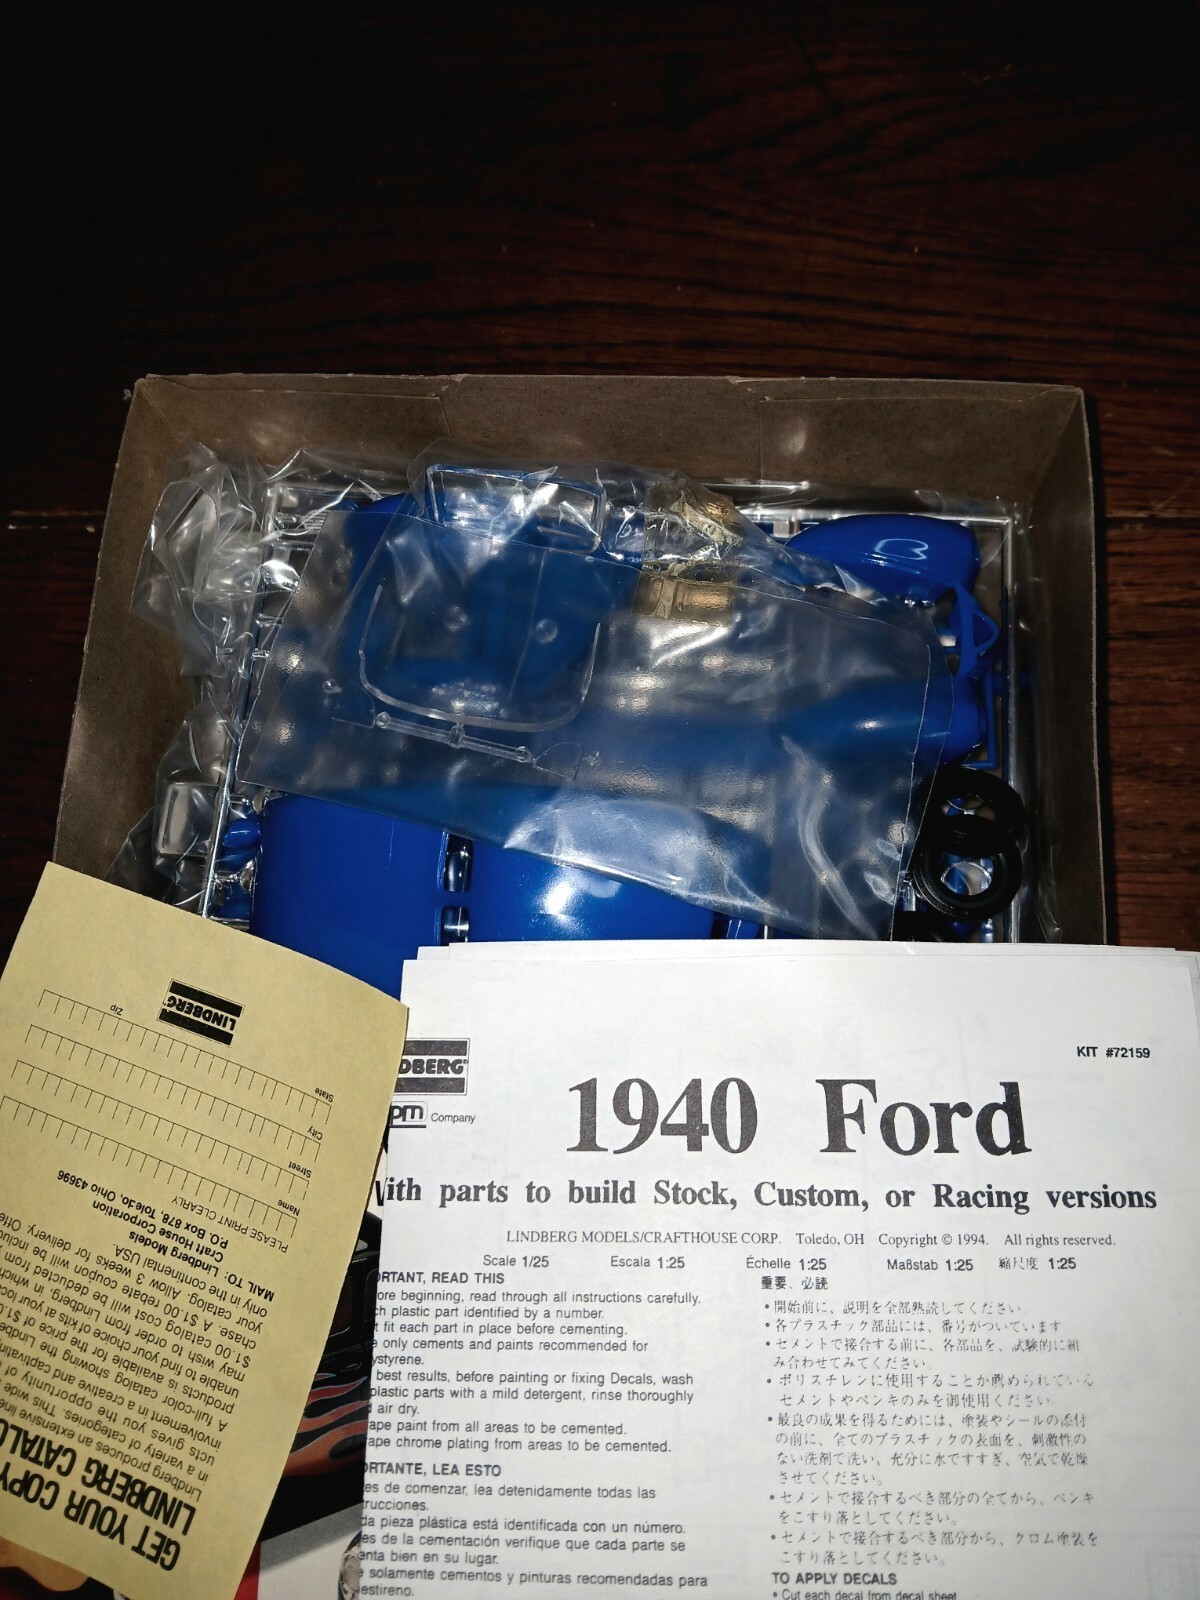 DBERG
KIT #72159
pm Company
1940 Ford
With parts to build Stock, Custom, or Racing versions
LINDBERG MODELS/CRAFTHOUSE CORP. Toledo, OH Copyright © 1994. All rights reserved.
Scale 1/25 Escala 1:25 Échelle 1:25 Maßstab 1:25 縮尺度 1:25
ORTANT, READ THIS
ore beginning, read through all instructions carefully.
ch plastic part identified by a number.
t fit each part in place before cementing.
e only cements and paints recommended for
ystyrene.
best results, before painting or fixing Decals, wash
plastic parts with a mild detergent, rinse thoroughly
d air dry.
ape paint from all areas to be cemented.
ape chrome plating from areas to be cemented.
ORTANTE, LEA ESTO
es de comenzar, lea detenidamente todas las
trucciones.
da pieza plástica está identificada con un número.
es de la cementación verifique que cada parte se
enta bien en su lugar.
e solamente cementos y pinturas recomendadas para
estireno.
重要、必読
• 開始前に、説明を全部熟読してください。
• 各プラスチック部品には、番号がついています
• セメントで接合する前に、各部品を、試験的に組
み合わせてみてください。
• ポリスチレンに使用することが薦められている
セメントやペンキのみを御使用ください
• 最良の成果を得るためには、塗装やシールの添付
の前に、全てのプラスチックの表面を、刺激性の
ない洗剤で洗い、充分に水ですすぎ、空気で乾燥
させてください。
• セメントで接合するべき部分の全てから、ペンキ
をこすり落としてください。
• セメントで接合するべき部分から、クロム塗装を
こすり落としてください。
TO APPLY DECALS
• Cut each decal from decal sheet
GET YOUR COPY
LINDBERG CATALO
Lindberg produces an extensive line
in a variety of categories. This wide
ucts gives you the opportunity of
involvement in a creative and captivating
A full-color catalog showing the Lindbe
products is available for the price of $1.0
unable to find your choice of kits at your loc
may wish to order from Lindberg, in which
$1.00 catalog cost will be deducted from
your catalog. A $1.00 rebate coupon will be includ
chase. Allow 3 weeks for delivery. Offe
only in the continental USA.
MAIL TO: Lindberg Models
Craft House Corporation
P.O. Box 878, Toledo, Ohio 43696
PLEASE PRINT CLEARLY
Name
Street
City
State
Zip
LINDBERG